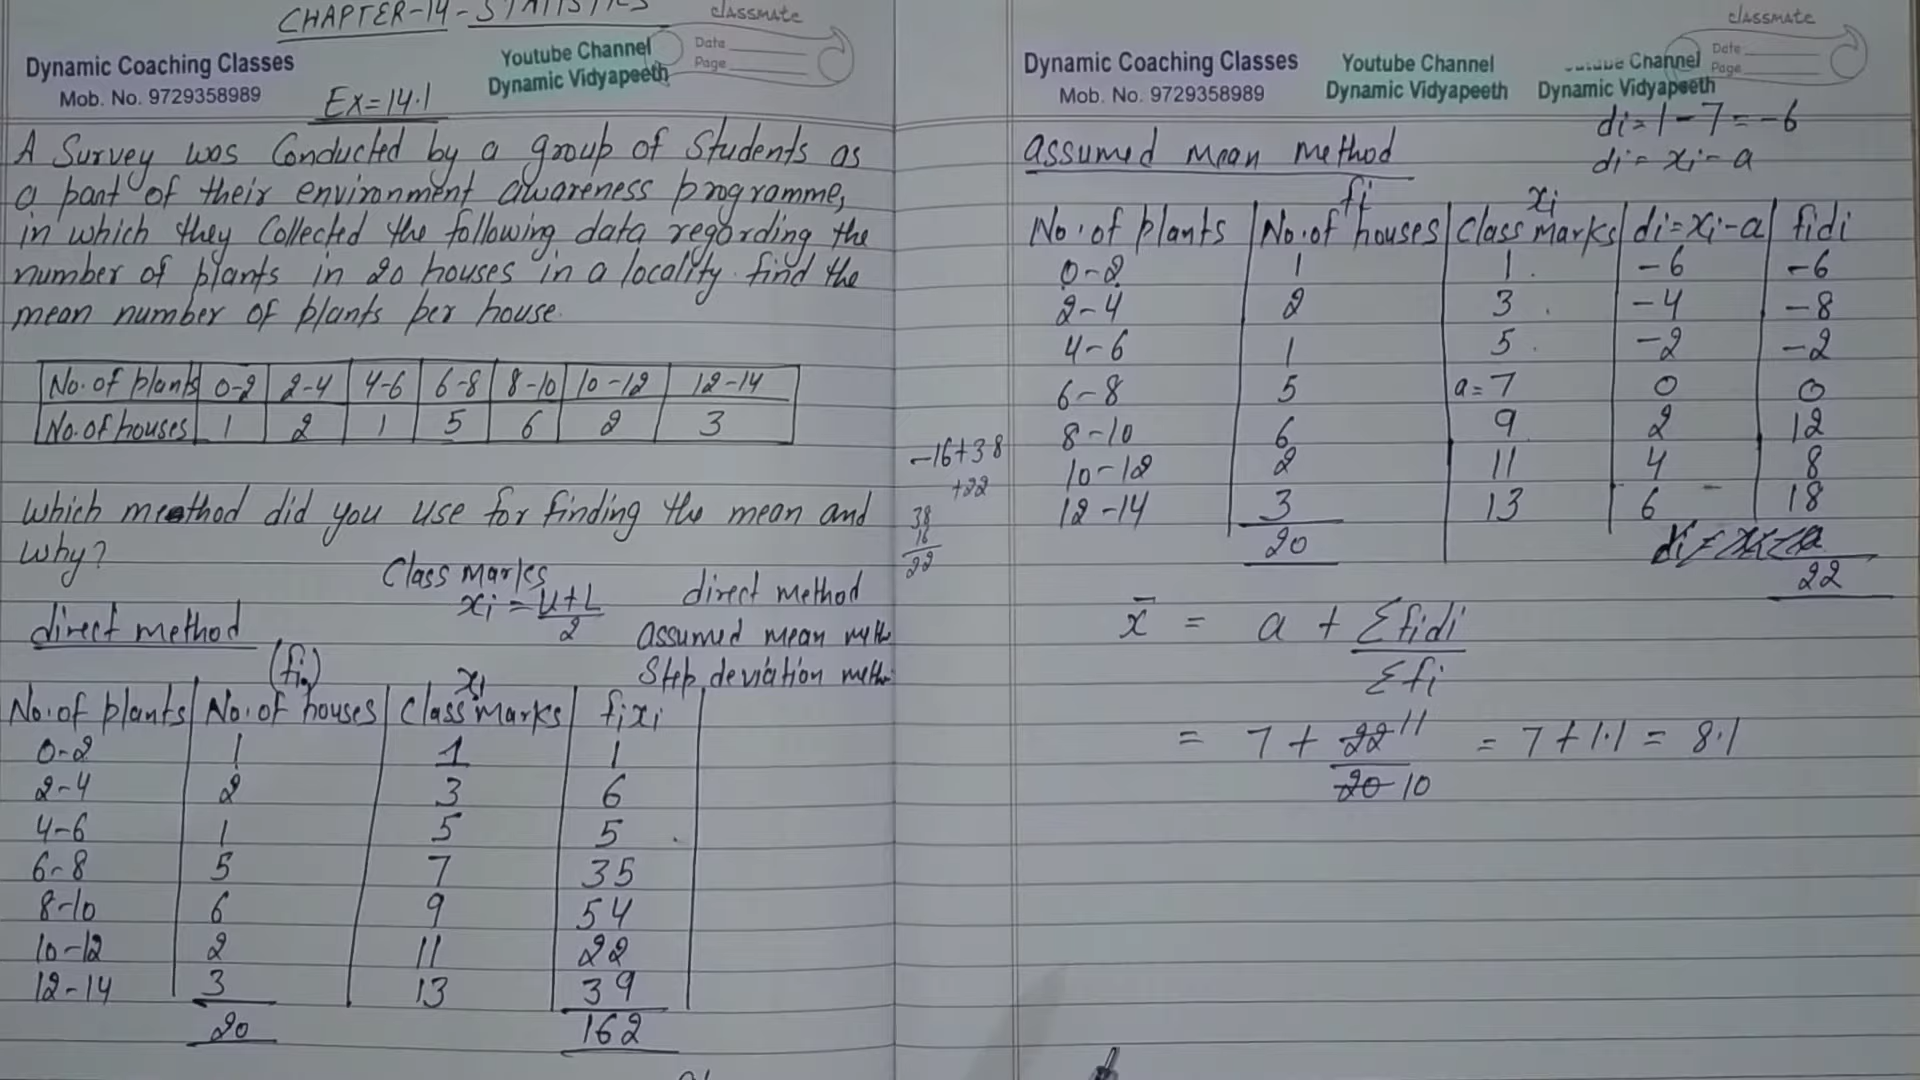 CHAPTER-14-STATISTICS
classmate
Date
Page
Dynamic Coaching Classes
Mob. No. 9729358989
Youtube Channel
Dynamic Vidyapeeth
Ex=14.1
A Survey was Conducted by a group of Students as
a part of their environment awareness programme,
in which they Collected the following data regarding the
number of plants in 20 houses in a locality. find the
mean number of plants per house.
No. of plants 0-2 2-4 4-6 6-8 8-10 10-12 12-14
No. of houses 1 2 1 5 6 2 3
Which method did you use for finding the mean and
Why?
Class Marks
xi = U+L
2
direct method
Assumed mean meth
Step deviation meth
direct method
(fi) xi
No. of plants No. of houses Class marks fixi
0-2 1 1 1
2-4 2 3 6
4-6 1 5 5
6-8 5 7 35
8-10 6 9 54
10-12 2 11 22
12-14 3 13 39
20 162
-16+38
+22
38
16
22
classmate
Date
Page
Dynamic Coaching Classes
Mob. No. 9729358989
Youtube Channel
Dynamic Vidyapeeth
Channel
Dynamic Vidyapeeth
di=1-7=-6
di=xi-a
assumed mean method
fi xi
No. of plants No. of houses Class marks di=xi-a fidi
0-2 1 1 -6 -6
2-4 2 3 -4 -8
4-6 1 5 -2 -2
6-8 5 a=7 0 0
8-10 6 9 2 12
10-12 2 11 4 8
12-14 3 13 6 18
20 di=xi-a
22
x̄ = a + Σfidi
Σfi
= 7 + 22 11 = 7+1.1 = 8.1
20 10